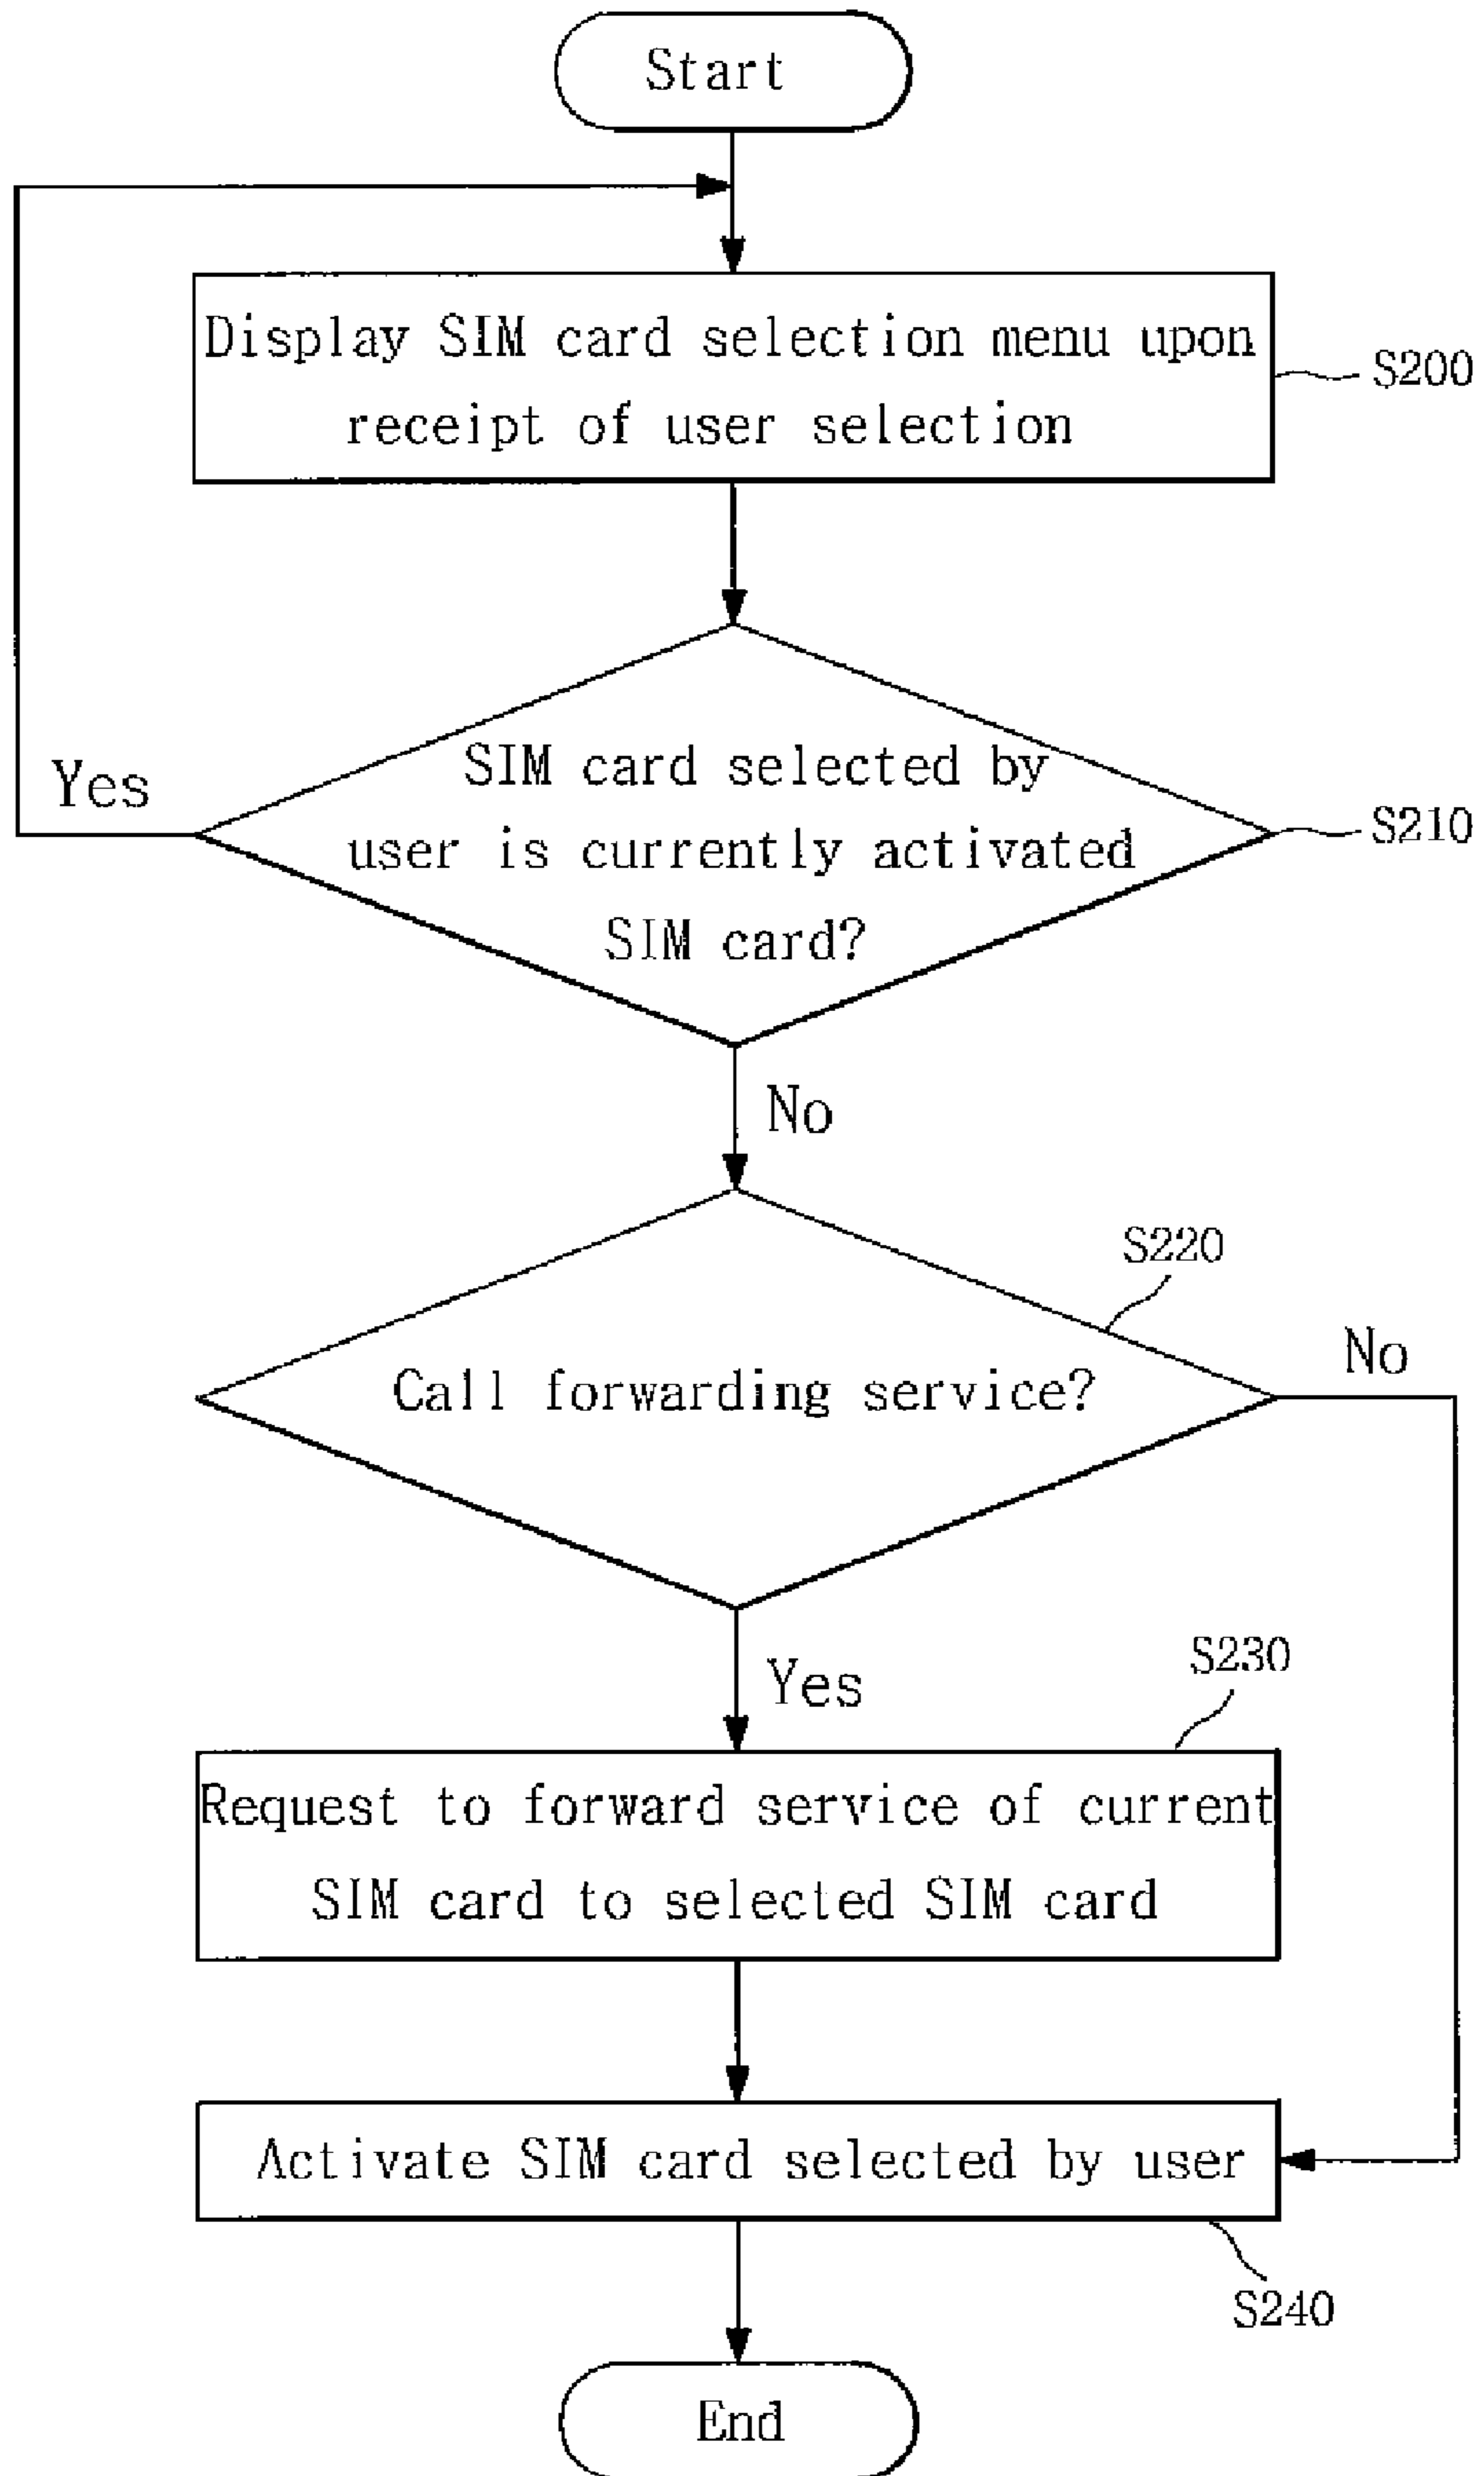 Start
Display SIM card selection menu upon
receipt of user selection
S200
SIM card selected by
user is currently activated
SIM card?
S210
Yes
No
S220
Call forwarding service?
No
Yes
S230
Request to forward service of current
SIM card to selected SIM card
Activate SIM card selected by user
S240
End